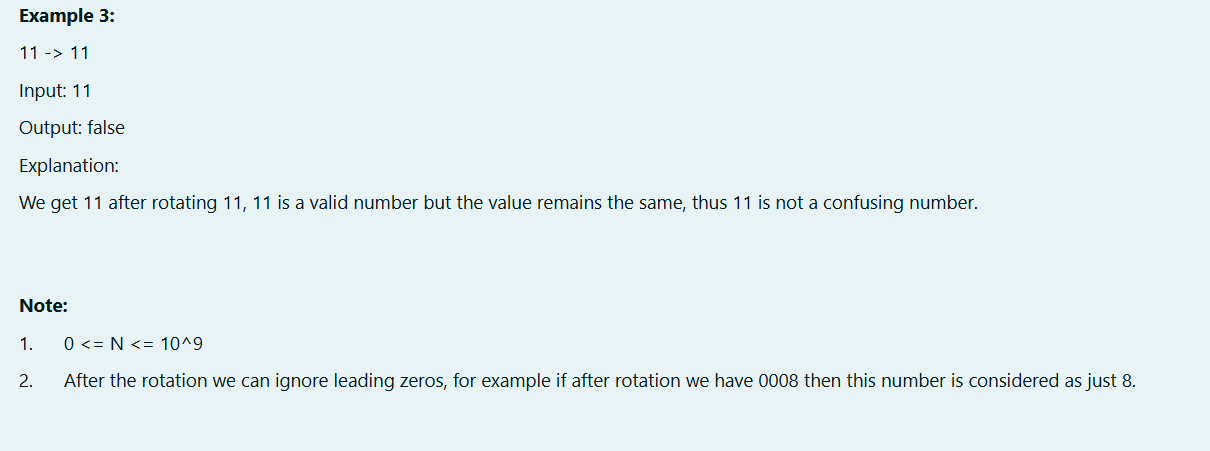 Example 3:
11 -> 11
Input: 11
Output: false
Explanation:
We get 11 after rotating 11, 11 is a valid number but the value remains the same, thus 11 is not a confusing number.
Note:
1. 0 <= N <= 10^9
2. After the rotation we can ignore leading zeros, for example if after rotation we have 0008 then this number is considered as just 8.